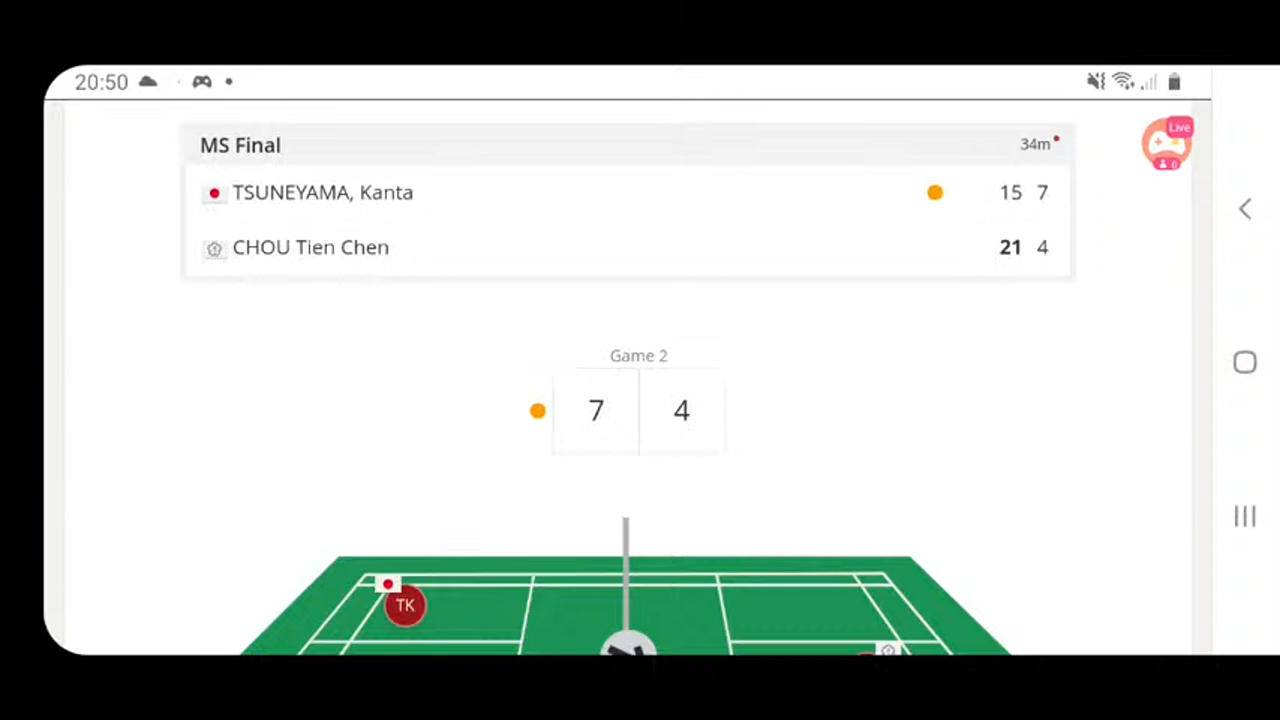 20:50
Live
0
MS Final 34m
TSUNEYAMA, Kanta 15 7
CHOU Tien Chen 21 4
Game 2
7 4
TK